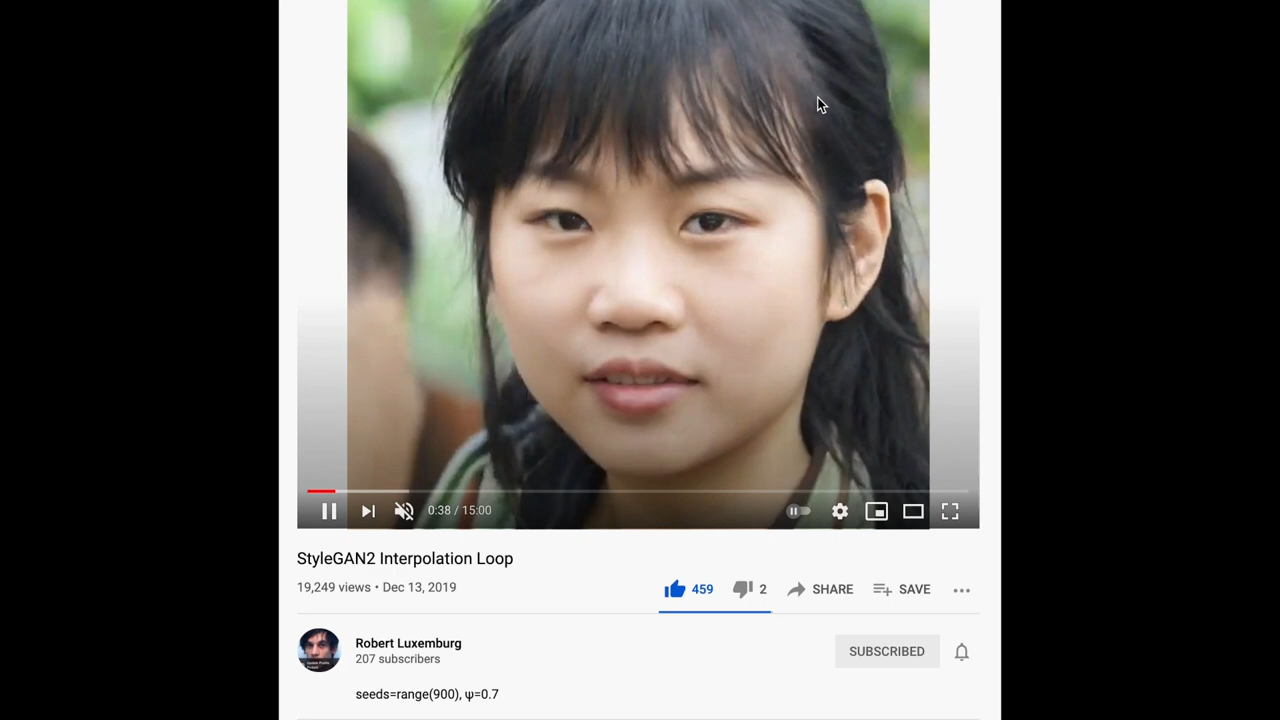 0:38 / 15:00
StyleGAN2 Interpolation Loop
19,249 views • Dec 13, 2019
459
2
SHARE
SAVE
Robert Luxemburg
207 subscribers
SUBSCRIBED
seeds=range(900), ψ=0.7